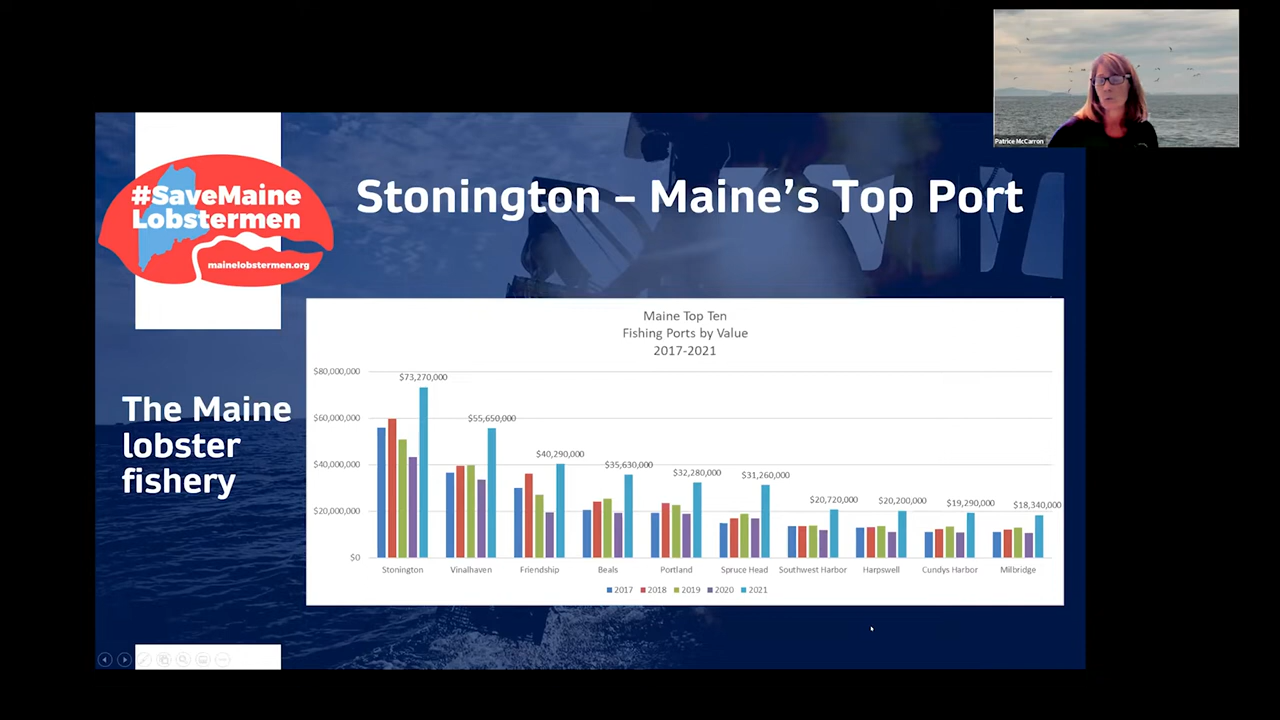 Patrice McCarron
#SaveMaine
Lobstermen
mainelobstermen.org
Stonington – Maine's Top Port
The Maine
lobster
fishery
Maine Top Ten
Fishing Ports by Value
2017-2021
$80,000,000
$60,000,000
$40,000,000
$20,000,000
$0
$73,270,000
$55,650,000
$40,290,000
$35,630,000
$32,280,000
$31,260,000
$20,720,000
$20,200,000
$19,290,000
$18,340,000
Stonington Vinalhaven Friendship Beals Portland Spruce Head Southwest Harbor Harpswell Cundys Harbor Milbridge
2017 2018 2019 2020 2021